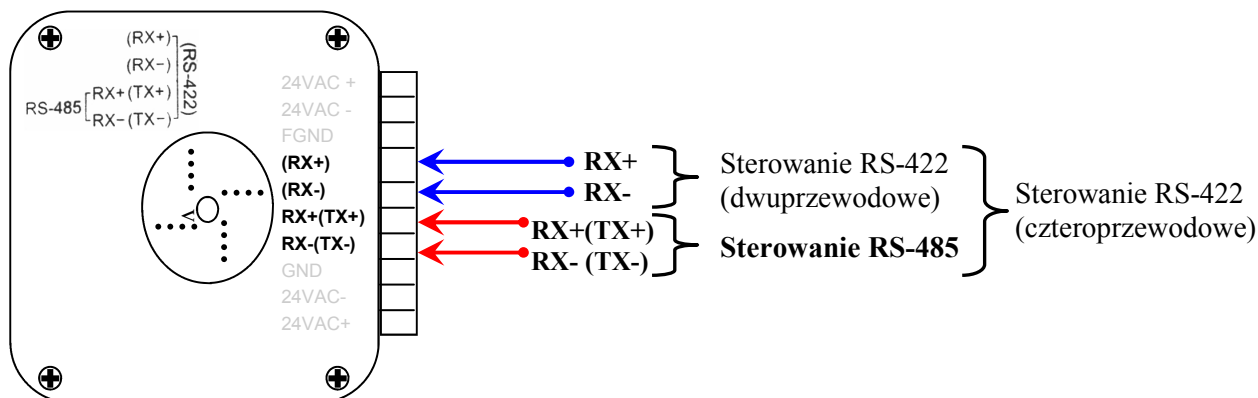 (RX+)
(RX-)
RS-485
RX+(TX+)
RX-(TX-)
(RS-422)
24VAC +
24VAC -
FGND
(RX+)
(RX-)
RX+(TX+)
RX-(TX-)
GND
24VAC-
24VAC+
V
RX+
RX-
RX+(TX+)
RX- (TX-)
Sterowanie RS-422
(dwuprzewodowe)
Sterowanie RS-485
Sterowanie RS-422
(czteroprzewodowe)